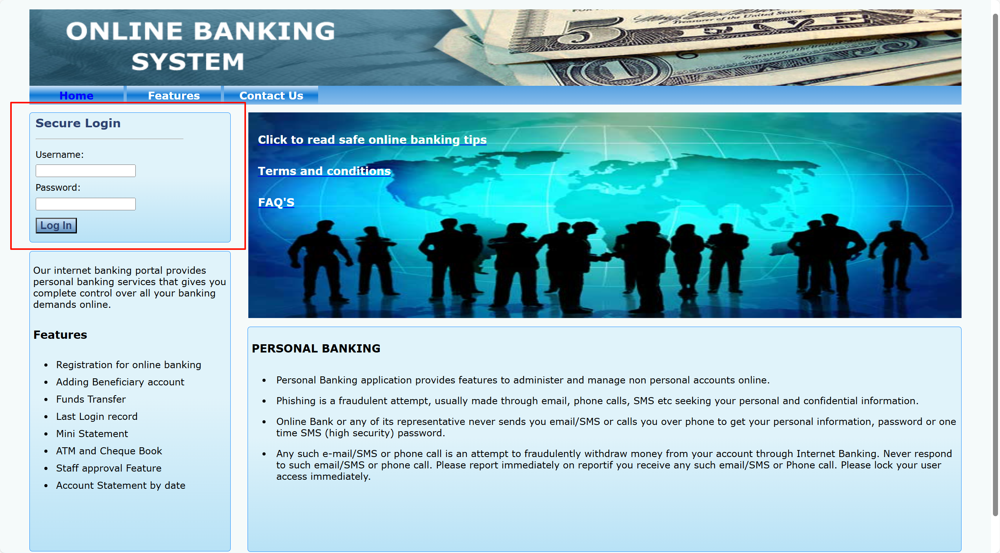 ONLINE BANKING
SYSTEM
Treasurer of the United States.
FIVE
5
1
Home
Features
Contact Us
Secure Login
Username:
Password:
Log In
Click to read safe online banking tips
Terms and conditions
FAQ'S
Our internet banking portal provides
personal banking services that gives you
complete control over all your banking
demands online.
Features
• Registration for online banking
• Adding Beneficiary account
• Funds Transfer
• Last Login record
• Mini Statement
• ATM and Cheque Book
• Staff approval Feature
• Account Statement by date
PERSONAL BANKING
• Personal Banking application provides features to administer and manage non personal accounts online.
• Phishing is a fraudulent attempt, usually made through email, phone calls, SMS etc seeking your personal and confidential information.
• Online Bank or any of its representative never sends you email/SMS or calls you over phone to get your personal information, password or one
time SMS (high security) password.
• Any such e-mail/SMS or phone call is an attempt to fraudulently withdraw money from your account through Internet Banking. Never respond
to such email/SMS or phone call. Please report immediately on reportif you receive any such email/SMS or Phone call. Please lock your user
access immediately.